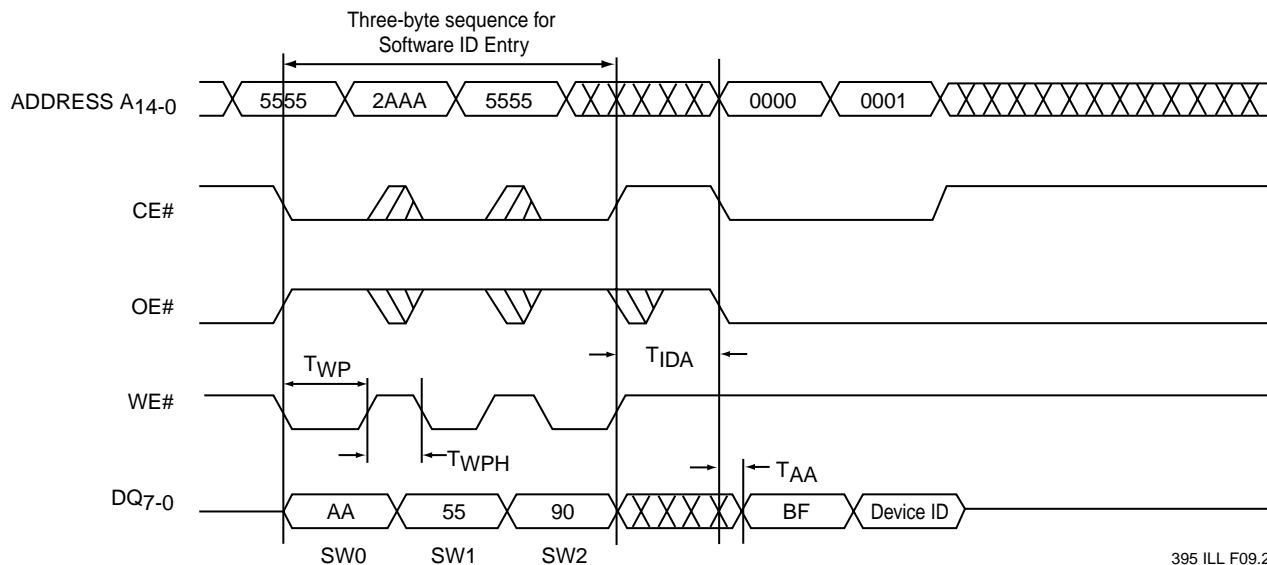 Three-byte sequence for
Software ID Entry
ADDRESS A14-0 5555 2AAA 5555 0000 0001
CE#
OE#
TIDA
TWP
WE#
TWPH
TAA
DQ7-0 AA 55 90 BF Device ID
SW0 SW1 SW2
395 ILL F09.2